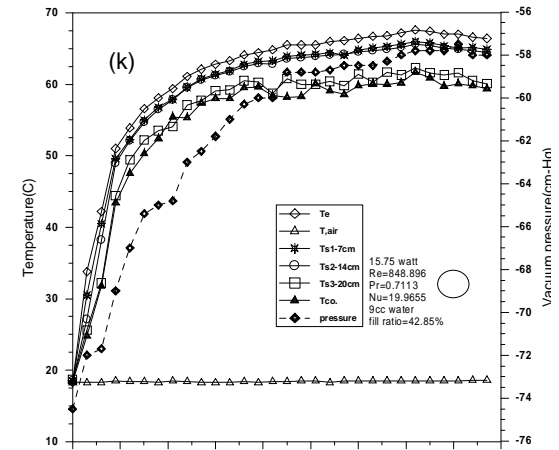 70
60
50
40
30
20
10
Temperature(C)
(k)
-56
-58
-60
-62
-64
-66
-68
-70
-72
-74
-76
Vacuum pressure(cm-Hg)
Te
T,air
Ts1-7cm
Ts2-14cm
Ts3-20cm
Tco.
pressure
15.75 watt
Re=848.896
Pr=0.7113
Nu=19.9655
9cc water
fill ratio=42.85%